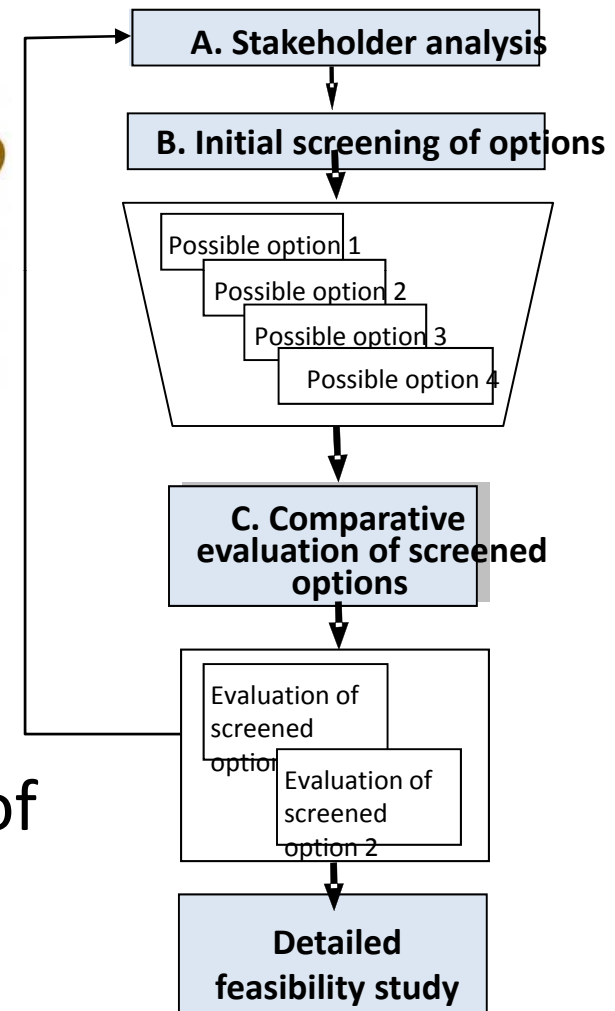 A. Stakeholder analysis
B. Initial screening of options
Possible option 1
Possible option 2
Possible option 3
Possible option 4
C. Comparative
evaluation of screened
options
Evaluation of
screened
option
Evaluation of
screened
option 2
of
Detailed
feasibility study